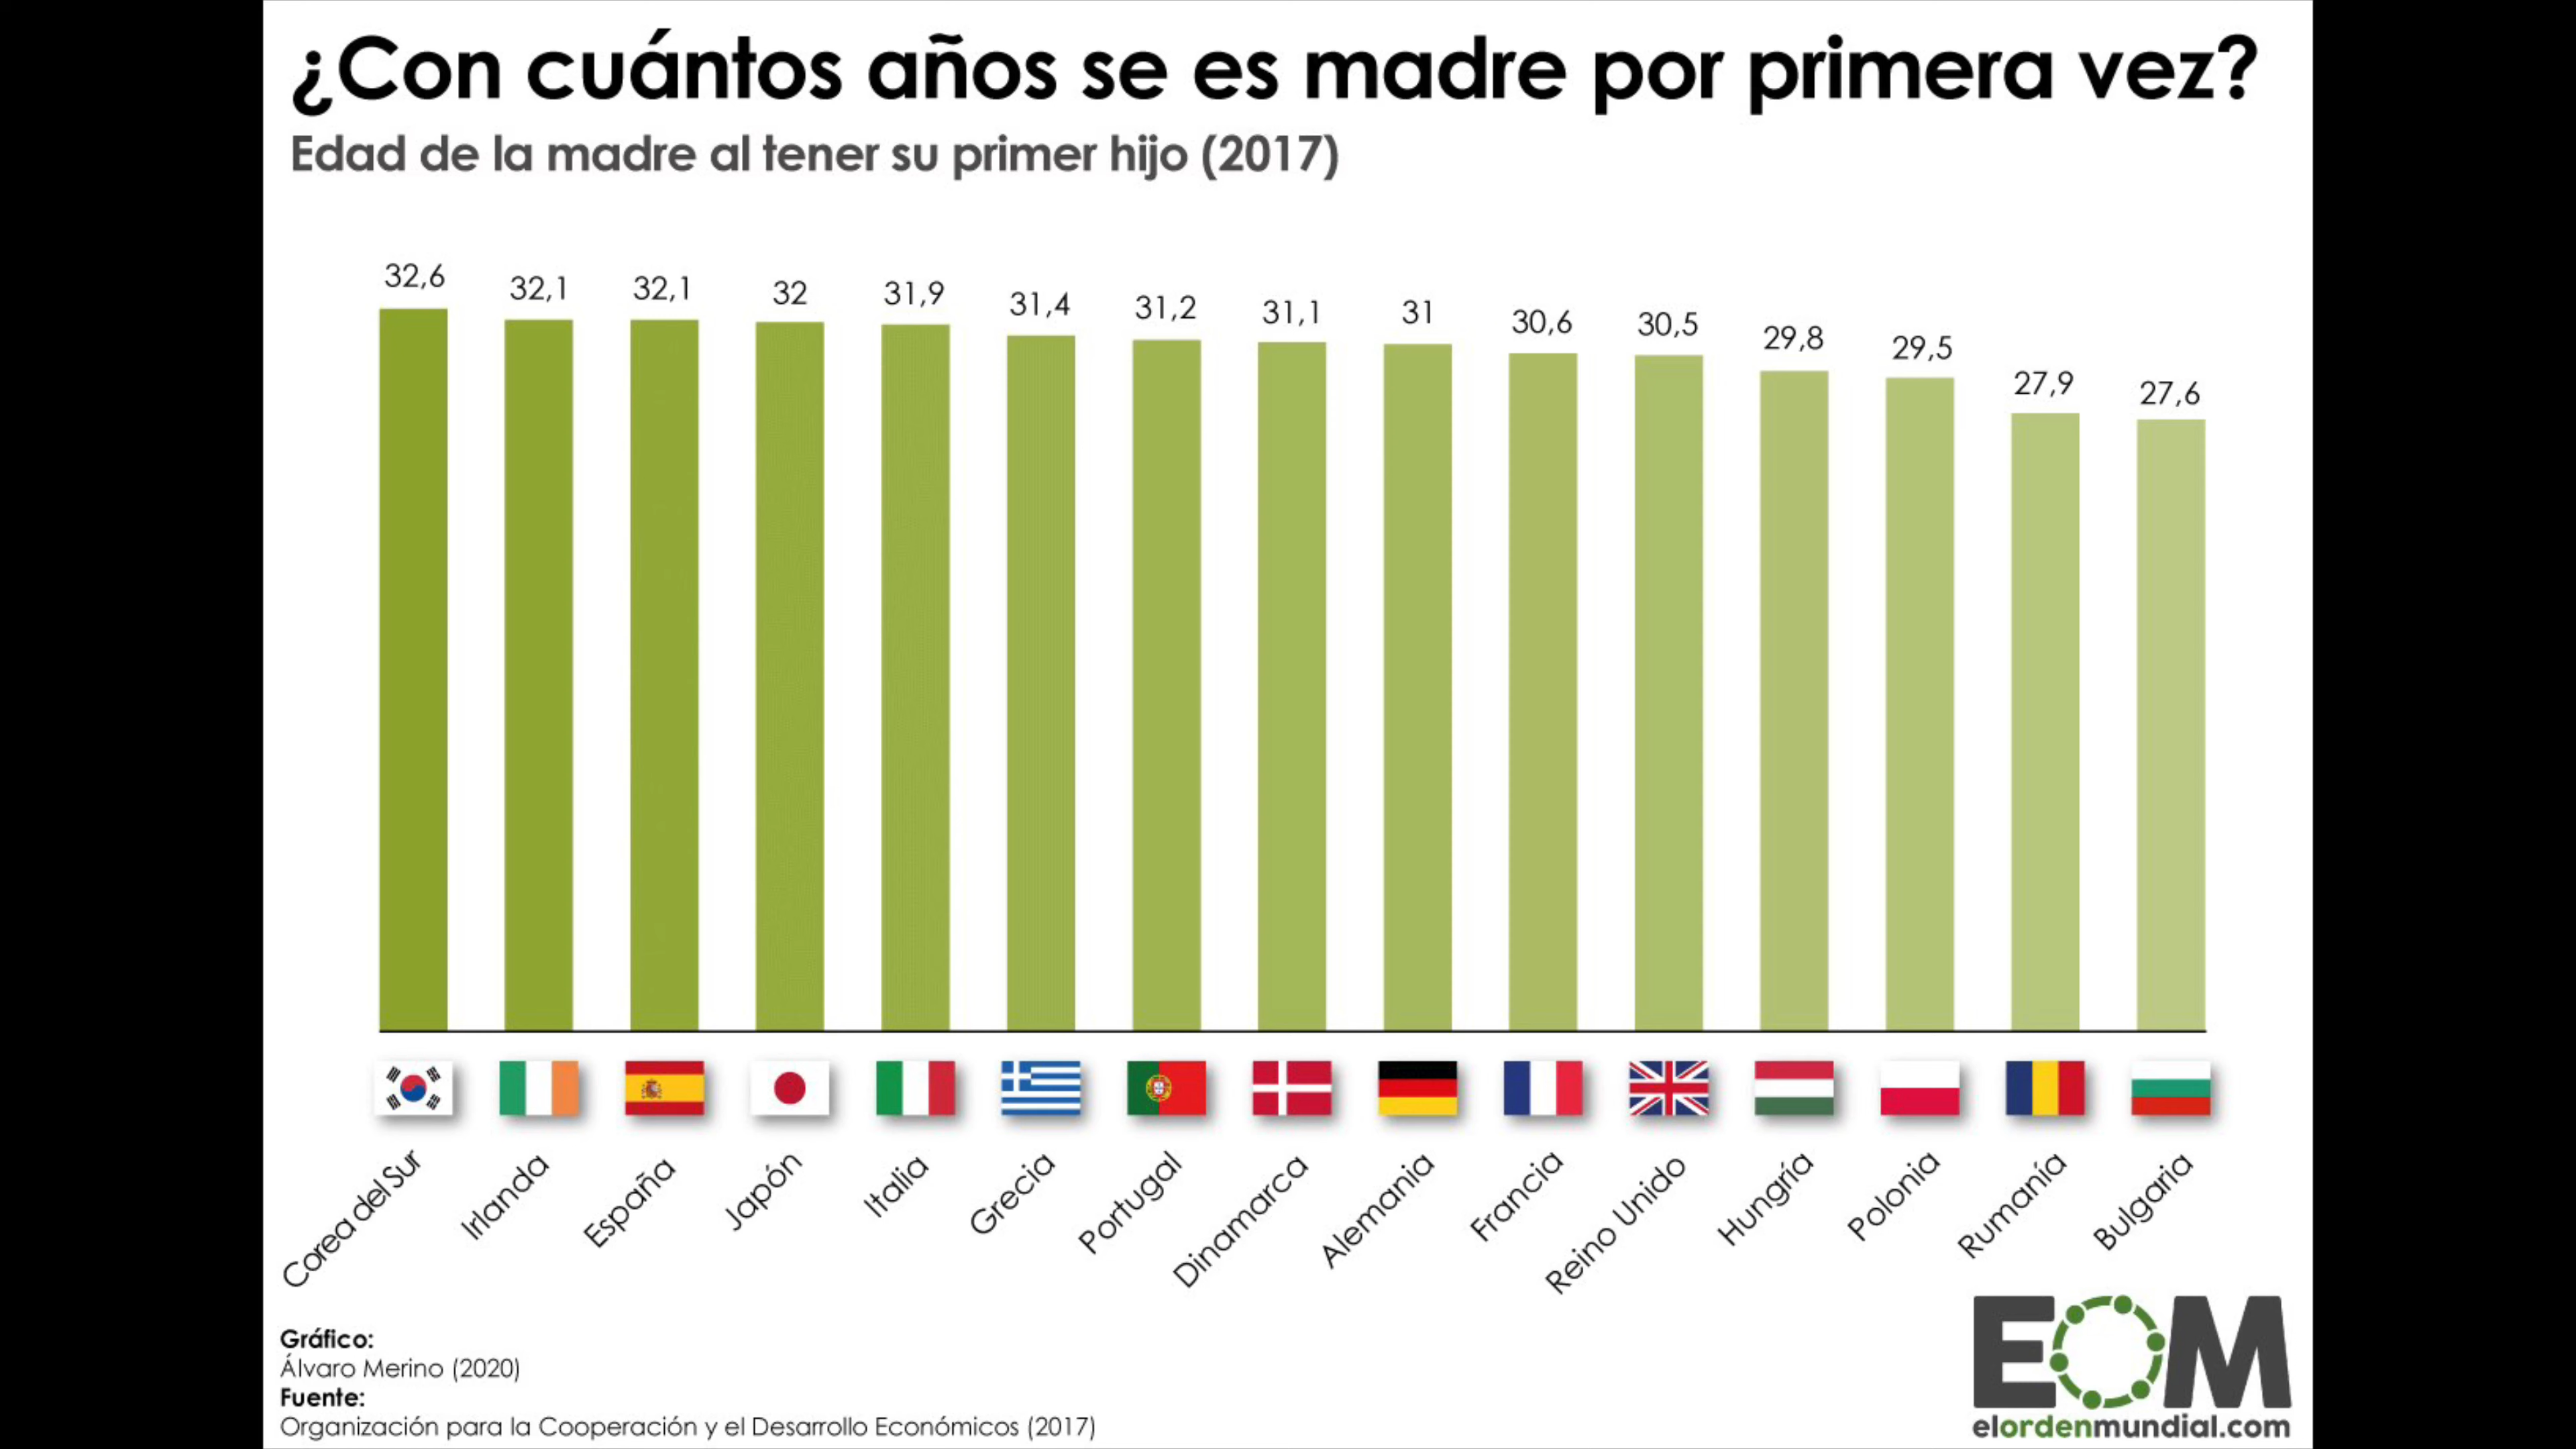 ¿Con cuántos años se es madre por primera vez?
Edad de la madre al tener su primer hijo (2017)
32,6
32,1
32,1
32
31,9
31,4
31,2
31,1
31
30,6
30,5
29,8
29,5
27,9
27,6
Corea del Sur
Irlanda
España
Japón
Italia
Grecia
Portugal
Dinamarca
Alemania
Francia
Reino Unido
Hungría
Polonia
Rumanía
Bulgaria
Gráfico:
Álvaro Merino (2020)
Fuente:
Organización para la Cooperación y el Desarrollo Económicos (2017)
EOM
elordenmundial.com